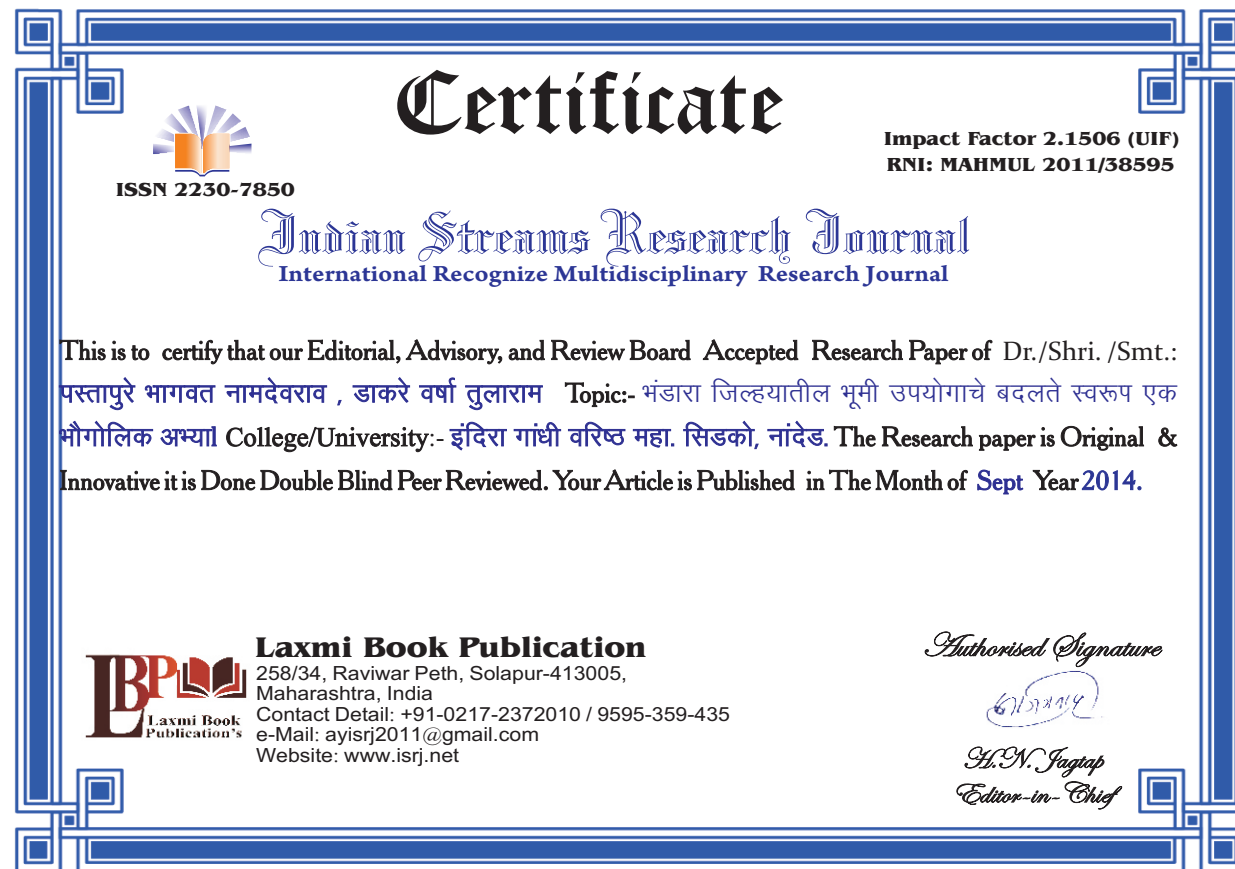 Certificate
ISSN 2230-7850
Impact Factor 2.1506 (UIF)
RNI: MAHMUL 2011/38595
Indian Streams Research Journal
International Recognize Multidisciplinary Research Journal
This is to certify that our Editorial, Advisory, and Review Board Accepted Research Paper of Dr./Shri. /Smt.:
पस्तापुरे भागवत नामदेवराव , डाकरे वर्षा तुलाराम Topic:- भंडारा जिल्हयातील भूमी उपयोगाचे बदलते स्वरूप एक
भौगोलिक अभ्या‍l College/University:- इंदिरा गांधी वरिष्ठ महा. सिडको, नांदेड. The Research paper is Original &
Innovative it is Done Double Blind Peer Reviewed. Your Article is Published in The Month of Sept Year 2014.
LBP
Laxmi Book
Publication's
Laxmi Book Publication
258/34, Raviwar Peth, Solapur-413005,
Maharashtra, India
Contact Detail: +91-0217-2372010 / 9595-359-435
e-Mail: ayisrj2011@gmail.com
Website: www.isrj.net
Authorised Signature
H.N. Jagtap
Editor-in- Chief